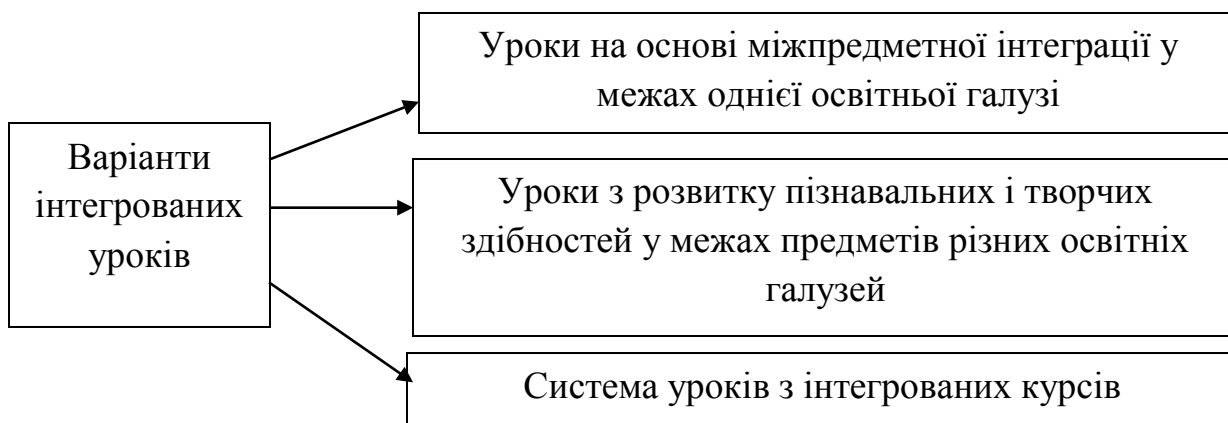 Варіанти
інтегрованих
уроків
Уроки на основі міжпредметної інтеграції у
межах однієї освітньої галузі
Уроки з розвитку пізнавальних і творчих
здібностей у межах предметів різних освітніх
галузей
Система уроків з інтегрованих курсів